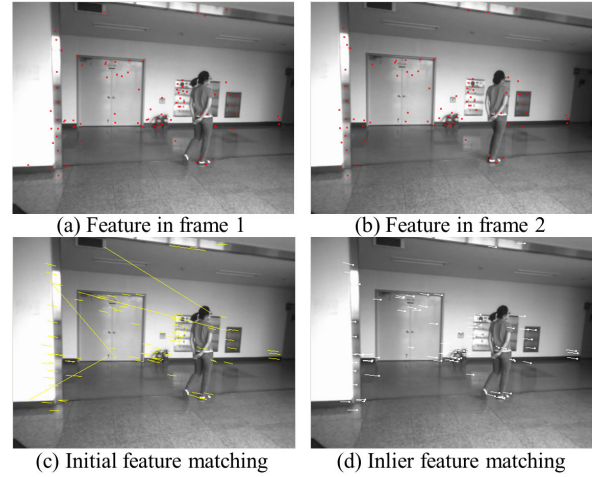 (a) Feature in frame 1
(b) Feature in frame 2
(c) Initial feature matching
(d) Inlier feature matching